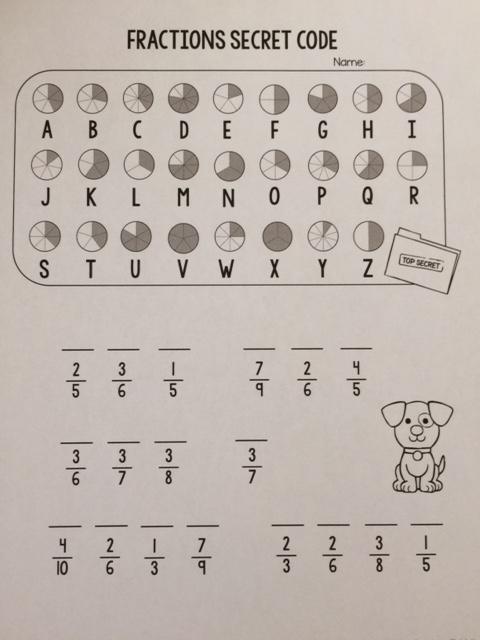 FRACTIONS SECRET CODE
Name:
A B C D E F G H I
J K L M N O P Q R
S T U V W X Y Z
TOP SECRET
2/5 3/6 1/5 7/9 2/6 4/5
3/6 3/7 3/8 3/7
4/10 2/6 1/3 7/9 2/3 2/6 3/8 1/5